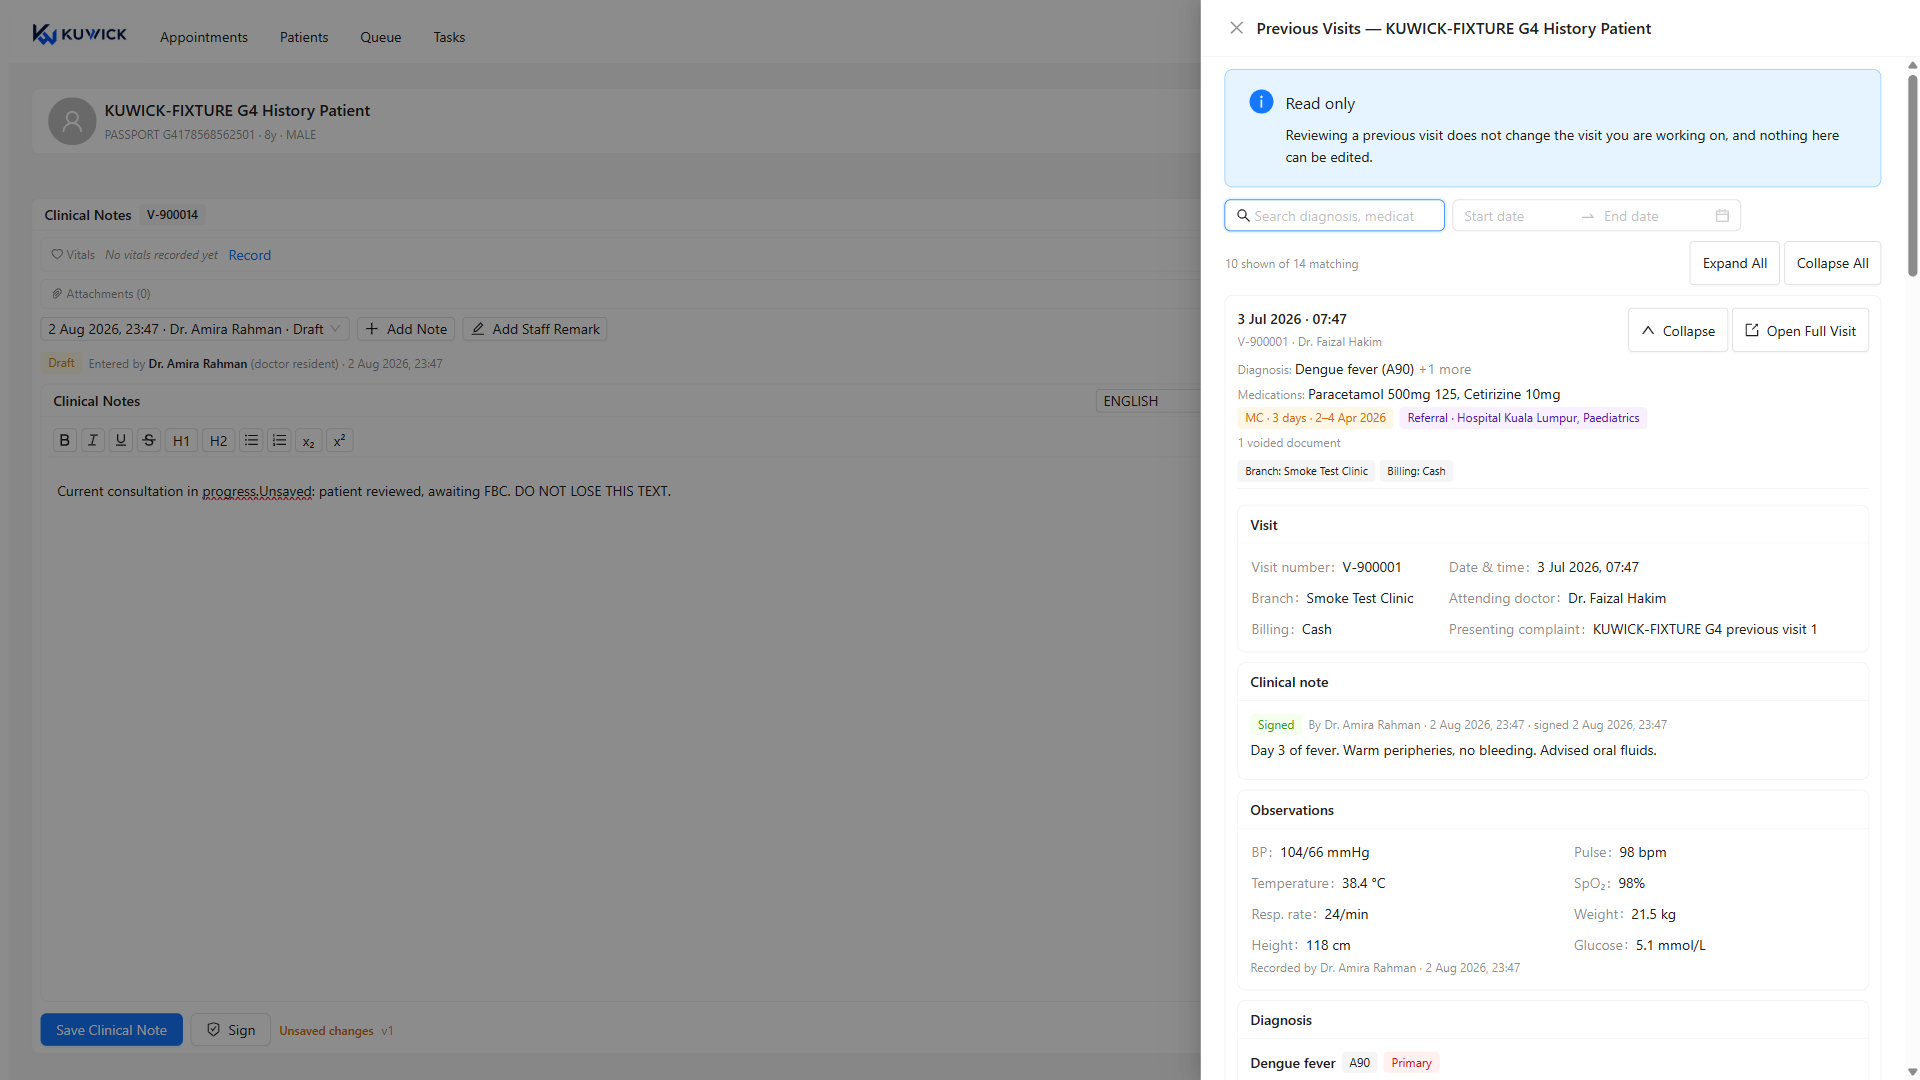 KUWICK
Appointments
Patients
Queue
Tasks
KUWICK-FIXTURE G4 History Patient
PASSPORT G4178568562501 · 8y · MALE
Clinical Notes
V-900014
Vitals
No vitals recorded yet
Record
Attachments (0)
2 Aug 2026, 23:47 · Dr. Amira Rahman · Draft
Add Note
Add Staff Remark
Draft
Entered by Dr. Amira Rahman (doctor resident) · 2 Aug 2026, 23:47
Clinical Notes
ENGLISH
B I U S H1 H2 x₂ x²
Current consultation in progress.Unsaved: patient reviewed, awaiting FBC. DO NOT LOSE THIS TEXT.
Save Clinical Note
Sign
Unsaved changes
v1
Previous Visits — KUWICK-FIXTURE G4 History Patient
Read only
Reviewing a previous visit does not change the visit you are working on, and nothing here
can be edited.
Search diagnosis, medicat
Start date
End date
10 shown of 14 matching
Expand All
Collapse All
3 Jul 2026 · 07:47
V-900001 · Dr. Faizal Hakim
Collapse
Open Full Visit
Diagnosis: Dengue fever (A90) +1 more
Medications: Paracetamol 500mg 125, Cetirizine 10mg
MC · 3 days · 2–4 Apr 2026
Referral · Hospital Kuala Lumpur, Paediatrics
1 voided document
Branch: Smoke Test Clinic
Billing: Cash
Visit
Visit number: V-900001
Date & time: 3 Jul 2026, 07:47
Branch: Smoke Test Clinic
Attending doctor: Dr. Faizal Hakim
Billing: Cash
Presenting complaint: KUWICK-FIXTURE G4 previous visit 1
Clinical note
Signed
By Dr. Amira Rahman · 2 Aug 2026, 23:47 · signed 2 Aug 2026, 23:47
Day 3 of fever. Warm peripheries, no bleeding. Advised oral fluids.
Observations
BP: 104/66 mmHg
Pulse: 98 bpm
Temperature: 38.4 °C
SpO₂: 98%
Resp. rate: 24/min
Weight: 21.5 kg
Height: 118 cm
Glucose: 5.1 mmol/L
Recorded by Dr. Amira Rahman · 2 Aug 2026, 23:47
Diagnosis
Dengue fever
A90
Primary